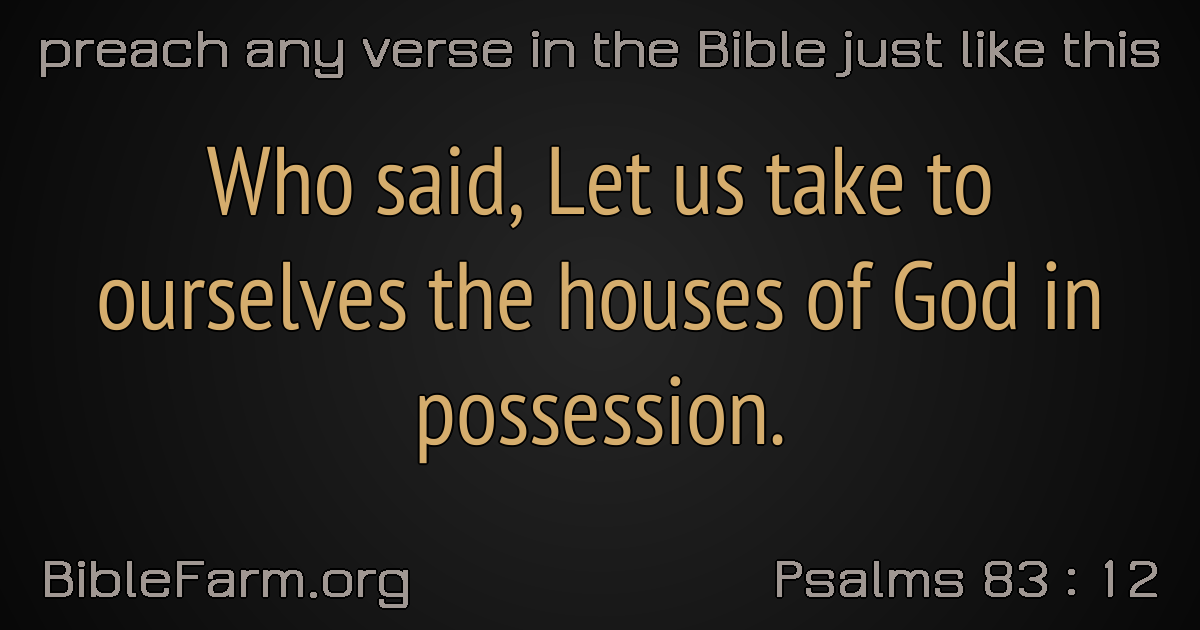 preach any verse in the Bible just like this
Who said, Let us take to
ourselves the houses of God in
possession.
BibleFarm.org
Psalms 83 : 12